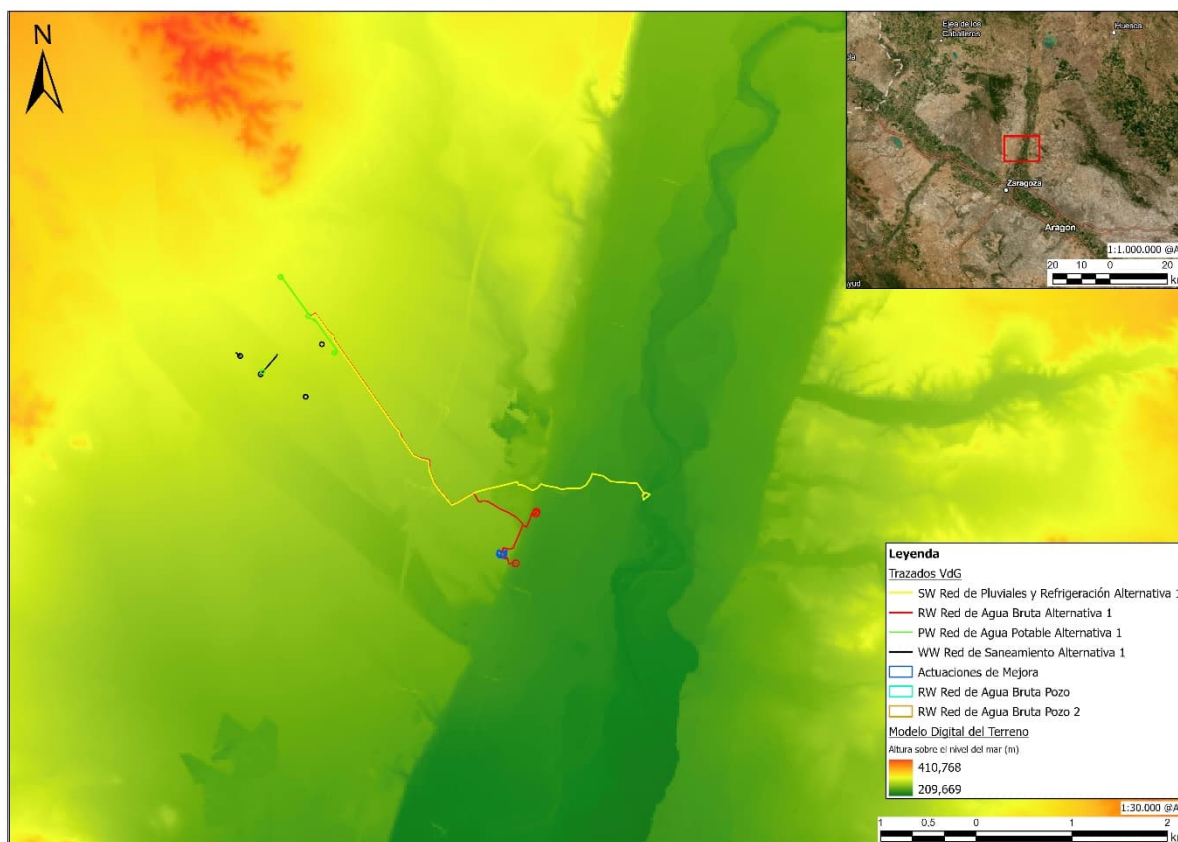 N
Ejea de los
Caballeros
Huesca
Zaragoza
Aragón
1:1.000.000 @A
20 10 0 20
Leyenda
Trazados VdG
SW Red de Pluviales y Refrigeración Alternativa 1
RW Red de Agua Bruta Alternativa 1
PW Red de Agua Potable Alternativa 1
WW Red de Saneamiento Alternativa 1
Actuaciones de Mejora
RW Red de Agua Bruta Pozo
RW Red de Agua Bruta Pozo 2
Modelo Digital del Terreno
Altura sobre el nivel del mar (m)
410,768
209,669
1:30.000 @A
1 0,5 0 1 2